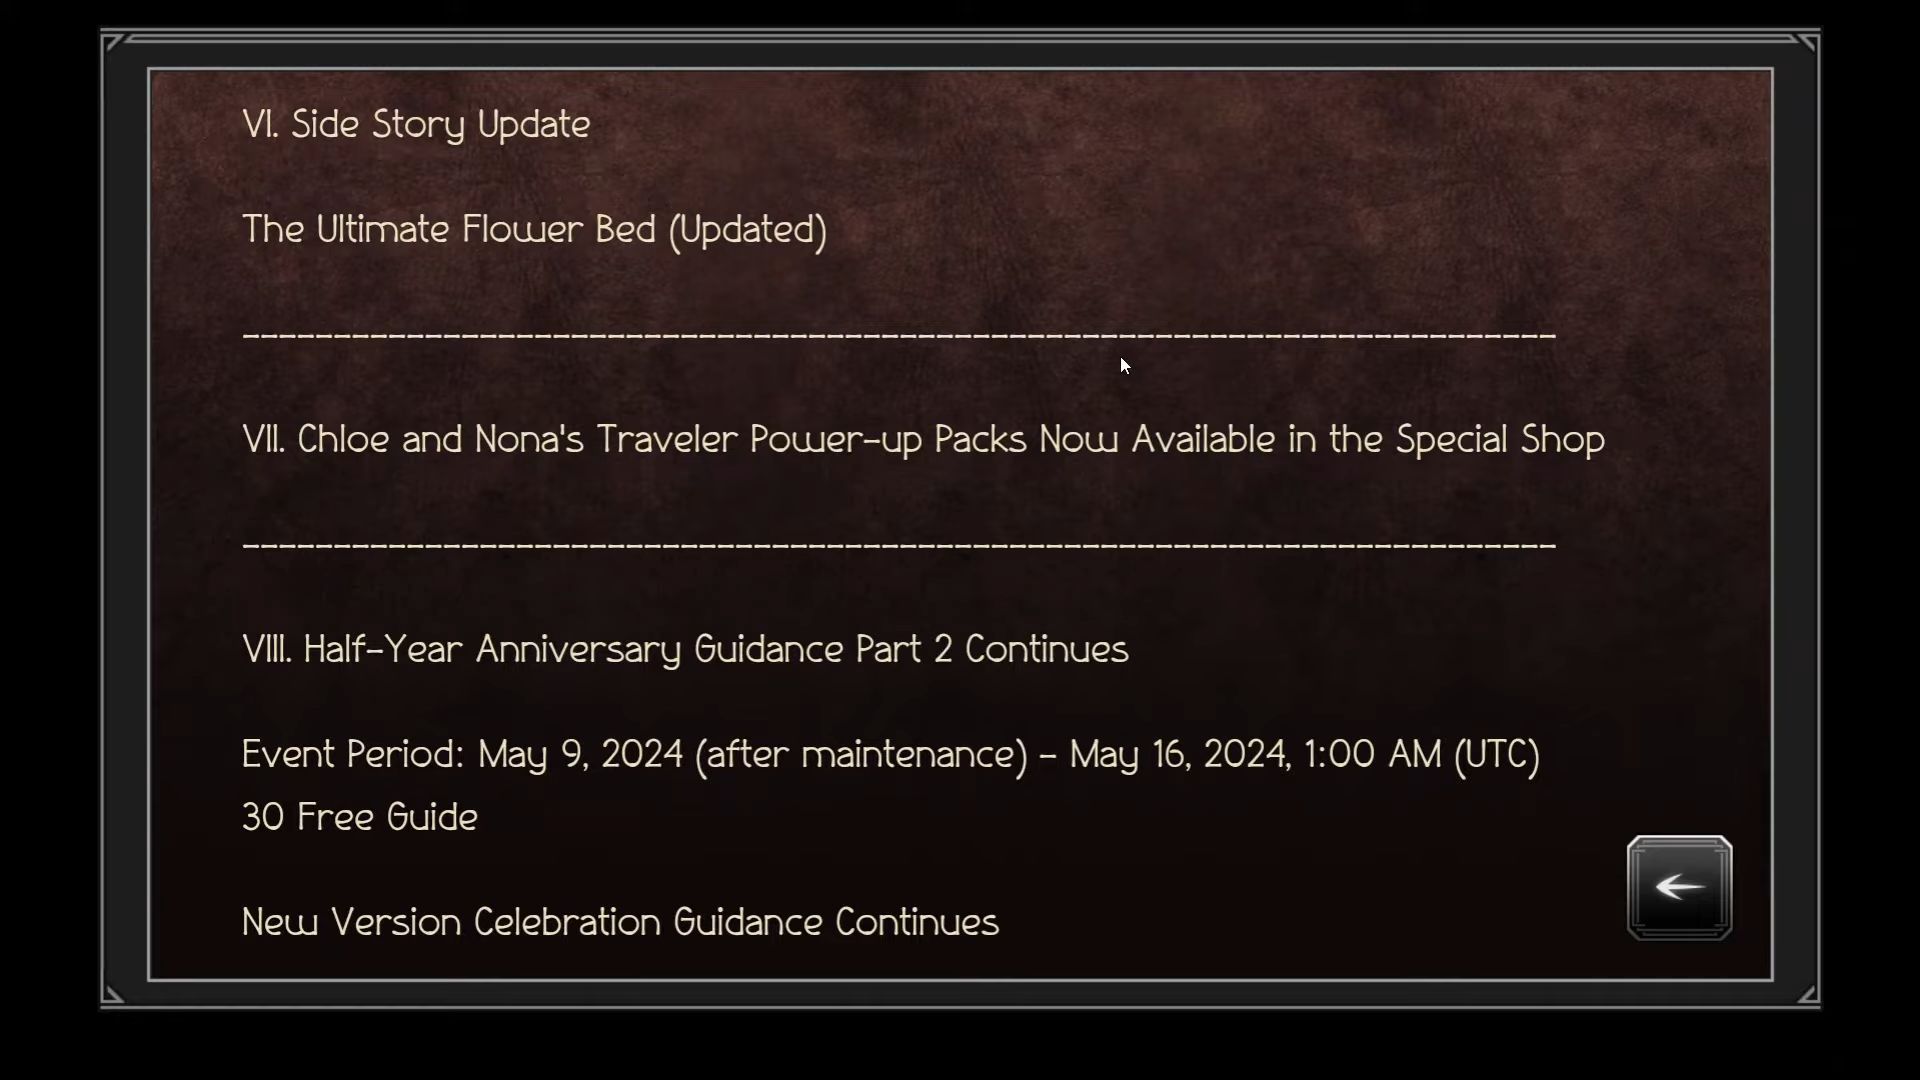 VI. Side Story Update
The Ultimate Flower Bed (Updated)
------------------------------------------------------------------------
VII. Chloe and Nona's Traveler Power-up Packs Now Available in the Special Shop
------------------------------------------------------------------------
VIII. Half-Year Anniversary Guidance Part 2 Continues
Event Period: May 9, 2024 (after maintenance) - May 16, 2024, 1:00 AM (UTC)
30 Free Guide
New Version Celebration Guidance Continues